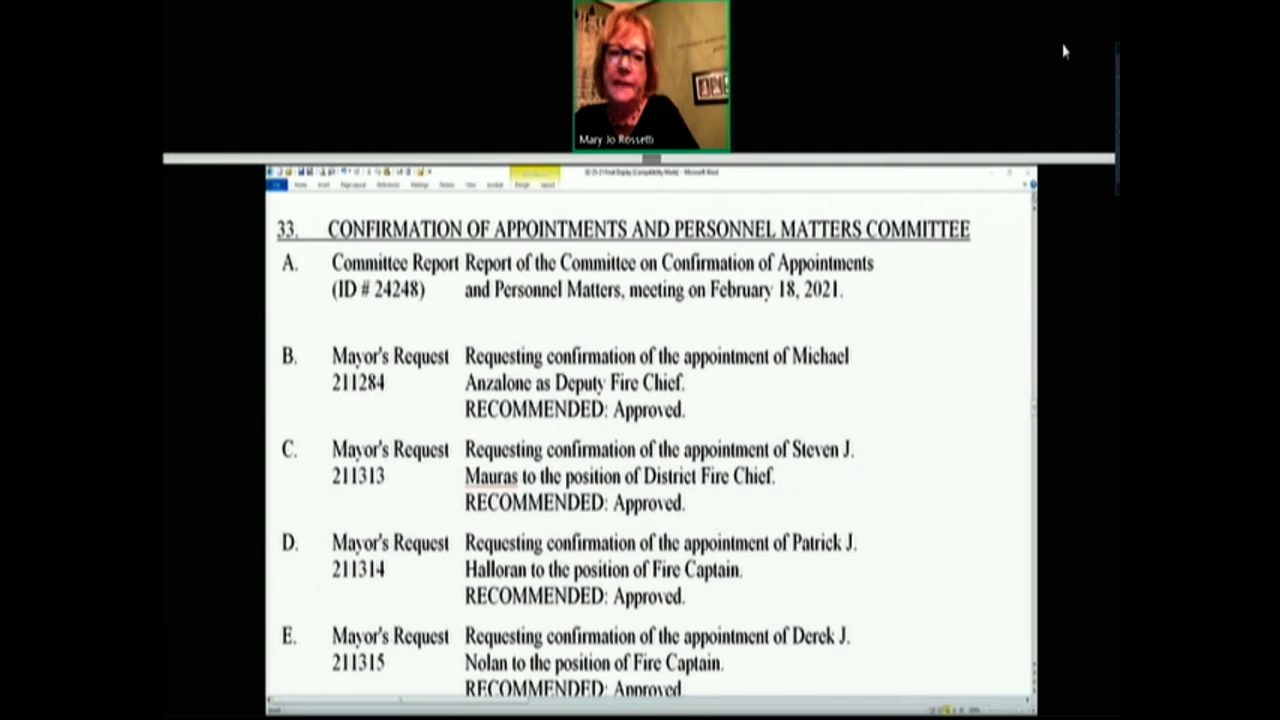 Mary Jo Rossetti
33. CONFIRMATION OF APPOINTMENTS AND PERSONNEL MATTERS COMMITTEE
A. Committee Report Report of the Committee on Confirmation of Appointments
(ID # 24248) and Personnel Matters, meeting on February 18, 2021.
B. Mayor's Request Requesting confirmation of the appointment of Michael
211284 Anzalone as Deputy Fire Chief.
RECOMMENDED: Approved.
C. Mayor's Request Requesting confirmation of the appointment of Steven J.
211313 Mauras to the position of District Fire Chief.
RECOMMENDED: Approved.
D. Mayor's Request Requesting confirmation of the appointment of Patrick J.
211314 Halloran to the position of Fire Captain.
RECOMMENDED: Approved.
E. Mayor's Request Requesting confirmation of the appointment of Derek J.
211315 Nolan to the position of Fire Captain.
RECOMMENDED: Approved